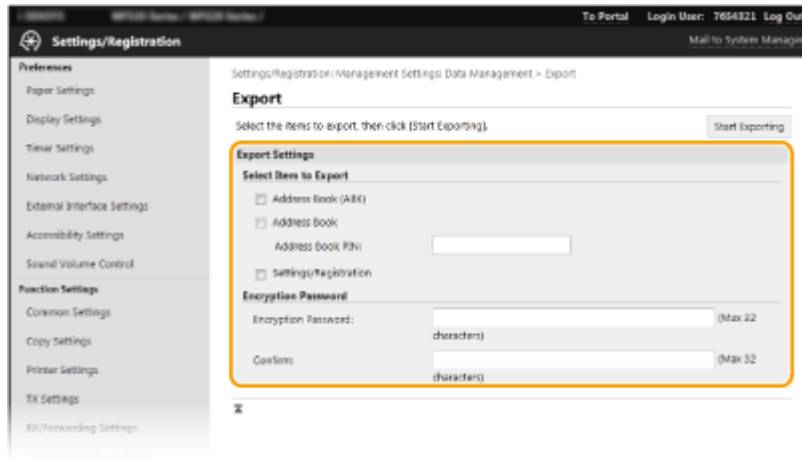 To Portal Login User: 7654321 Log Ou
Settings/Registration
Mail to System Manager
Preferences
Paper Settings
Display Settings
Timer Settings
Network Settings
External Interface Settings
Accessibility Settings
Sound Volume Control
Function Settings
Common Settings
Copy Settings
Printer Settings
TX Settings
RX/Forwarding Settings
Settings/Registration: Management Settings: Data Management > Export
Export
Select the items to export, then click [Start Exporting].
Start Exporting
Export Settings
Select Item to Export
Address Book (ABK)
Address Book
Address Book PIN:
Settings/Registration
Encryption Password
Encryption Password: (Max 32
characters)
Confirm: (Max 32
characters)